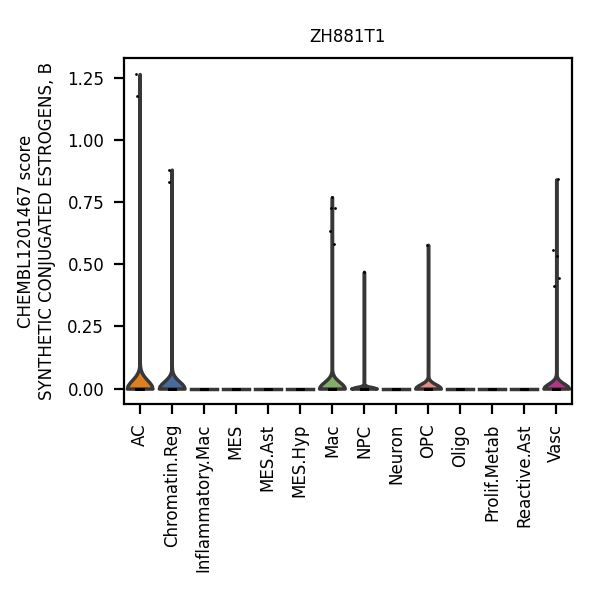 ZH881T1
CHEMBL1201467 score
SYNTHETIC CONJUGATED ESTROGENS, B
1.25
1.00
0.75
0.50
0.25
0.00
AC
Chromatin.Reg
Inflammatory.Mac
MES
MES.Ast
MES.Hyp
Mac
NPC
Neuron
OPC
Oligo
Prolif.Metab
Reactive.Ast
Vasc